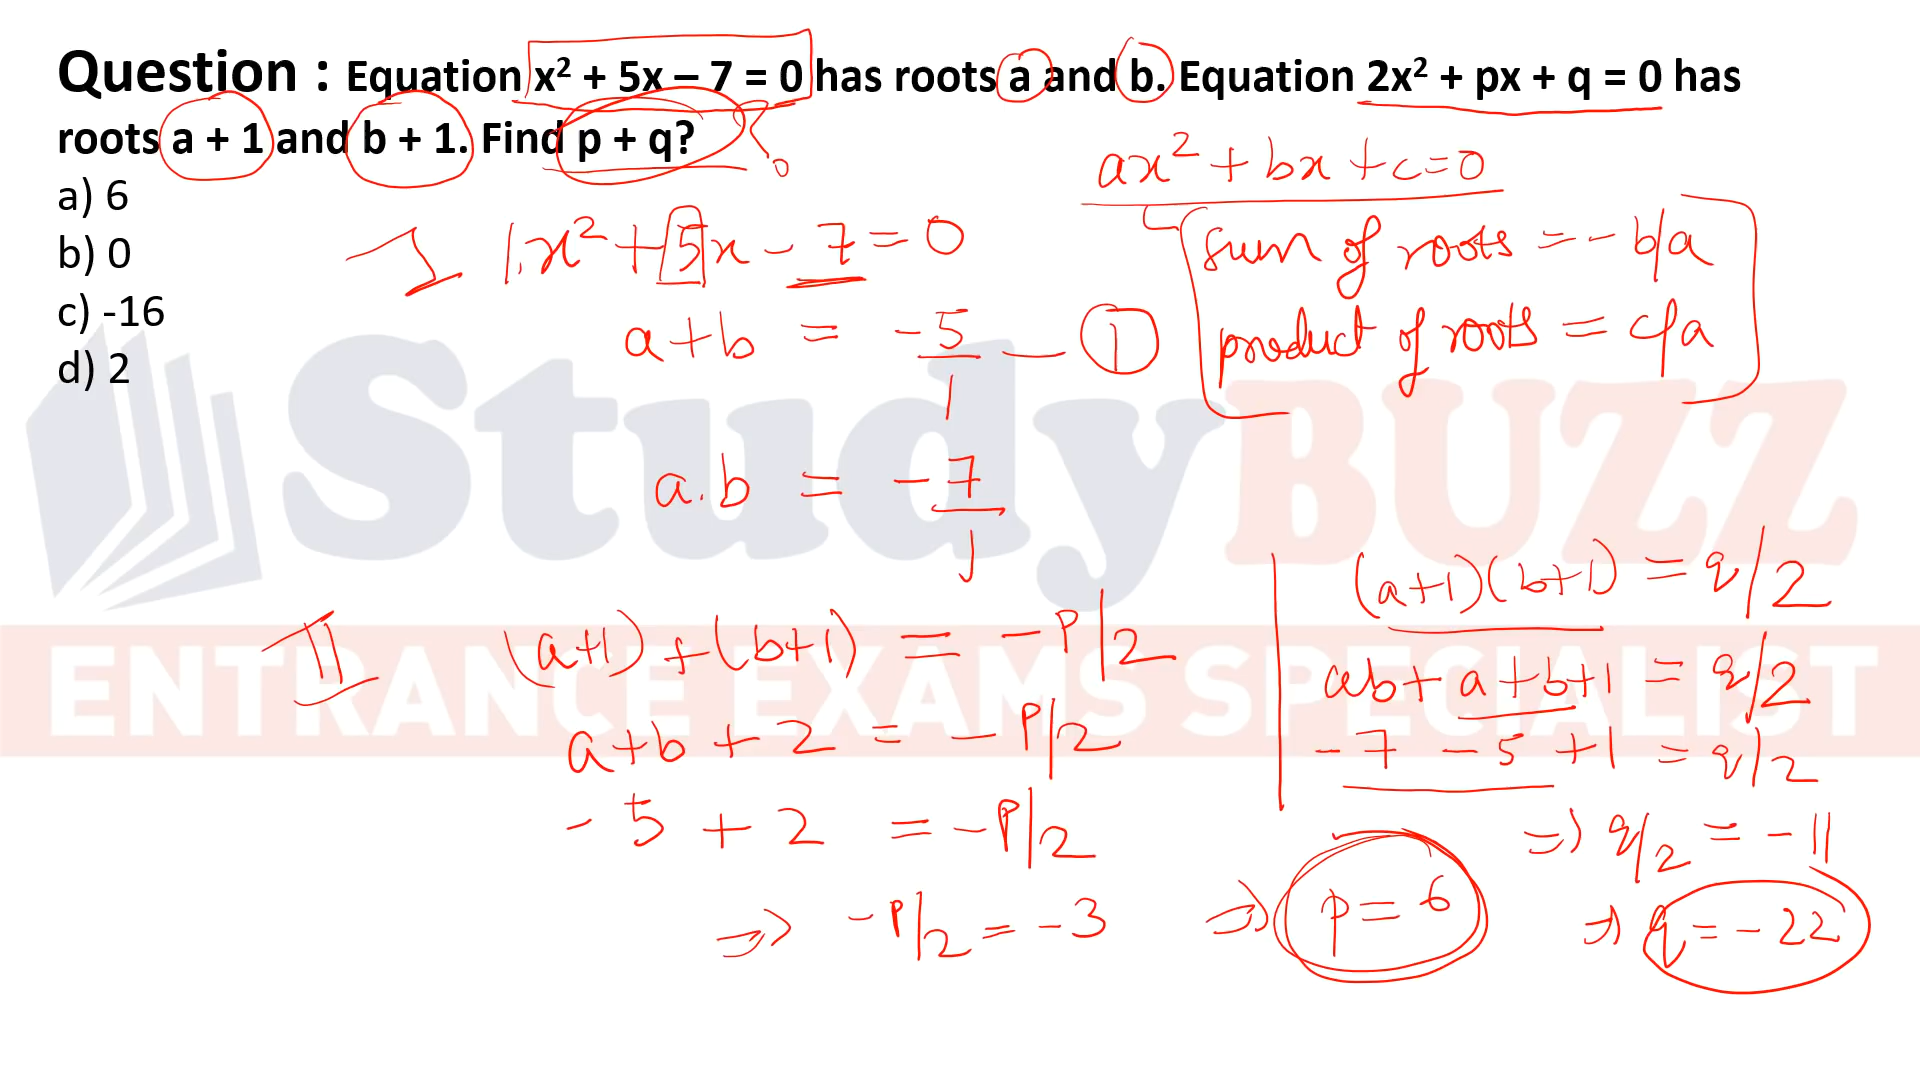 Question : Equation x² + 5x – 7 = 0 has roots a and b. Equation 2x² + px + q = 0 has
roots a + 1 and b + 1. Find p + q?
a) 6
b) 0
c) -16
d) 2
ax² + bx + c = 0
sum of roots = - b/a
product of roots = c/a
I 1.x² + 5x - 7 = 0
a + b = -5/1 — ①
a.b = -7/1
II (a+1) + (b+1) = -p/2
a + b + 2 = -p/2
-5 + 2 = -p/2
=> -p/2 = -3 => p = 6
(a+1)(b+1) = q/2
ab + a + b + 1 = q/2
-7 -5 +1 = q/2
=> q/2 = -11
=> q = -22
StudyBUZZ
ENTRANCE EXAMS SPECIALIST